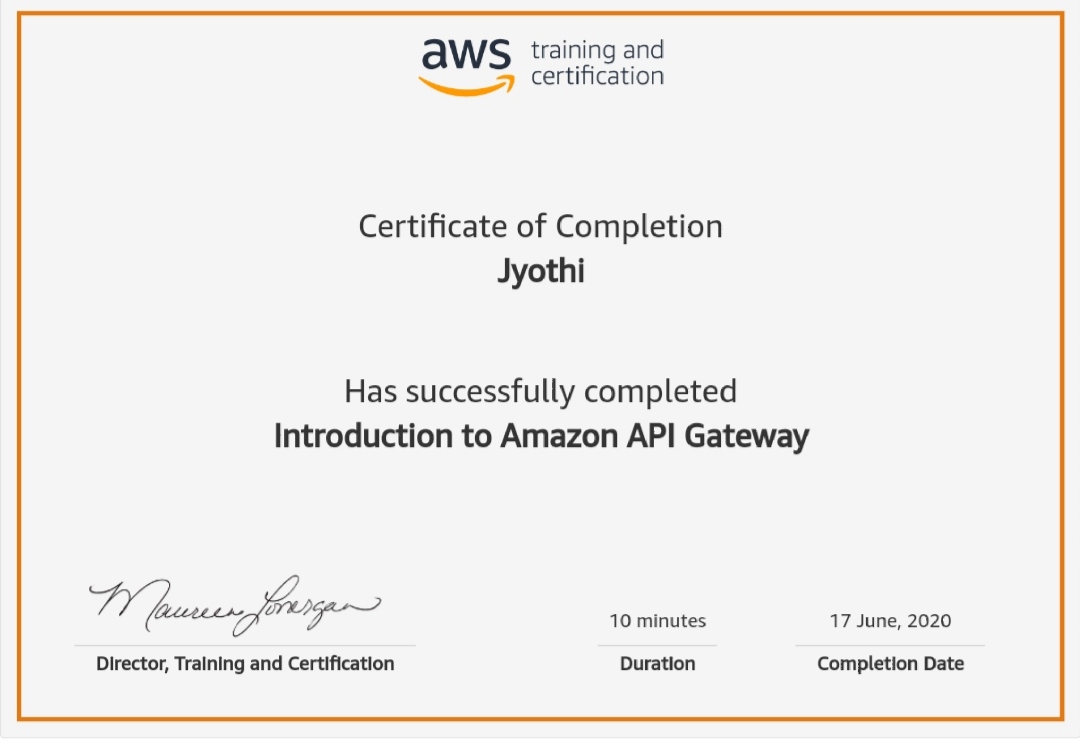 aws training and
certification
Certificate of Completion
Jyothi
Has successfully completed
Introduction to Amazon API Gateway
Maureen Lonergan
10 minutes
17 June, 2020
Director, Training and Certification
Duration
Completion Date